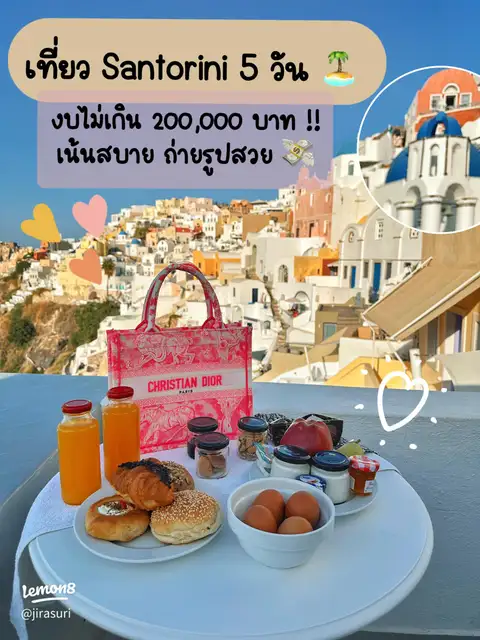 เที่ยว Santorini 5 วัน
งบไม่เกิน 200,000 บาท !!
เน้นสบาย ถ่ายรูปสวย
CHRISTIAN DIOR
PARIS
Lemon8
@jirasuri